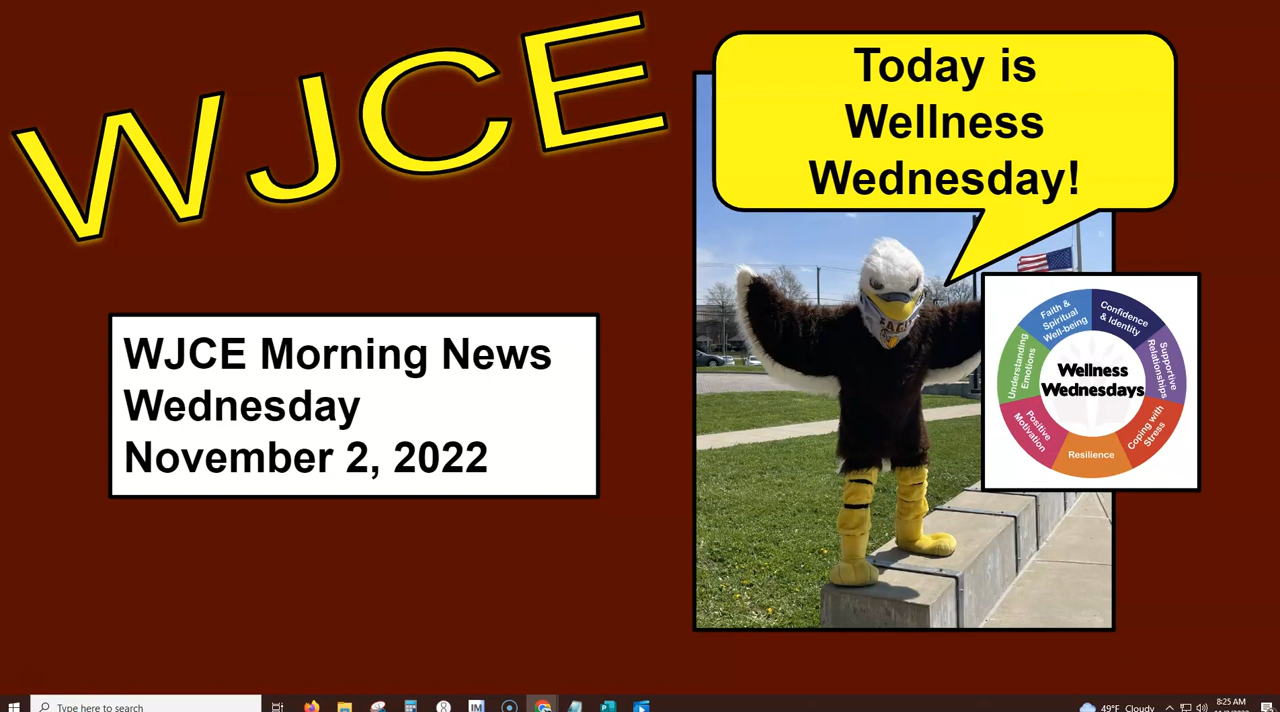 WJCE
Today is
Wellness
Wednesday!
WJCE Morning News
Wednesday
November 2, 2022
EAGL
Faith &
Spiritual
Well-being
Confidence
& Identity
Supportive
Relationships
Coping with
Stress
Resilience
Positive
Motivation
Understanding
Emotions
Wellness
Wednesdays
Type here to search
IM
49°F Cloudy
8:25 AM